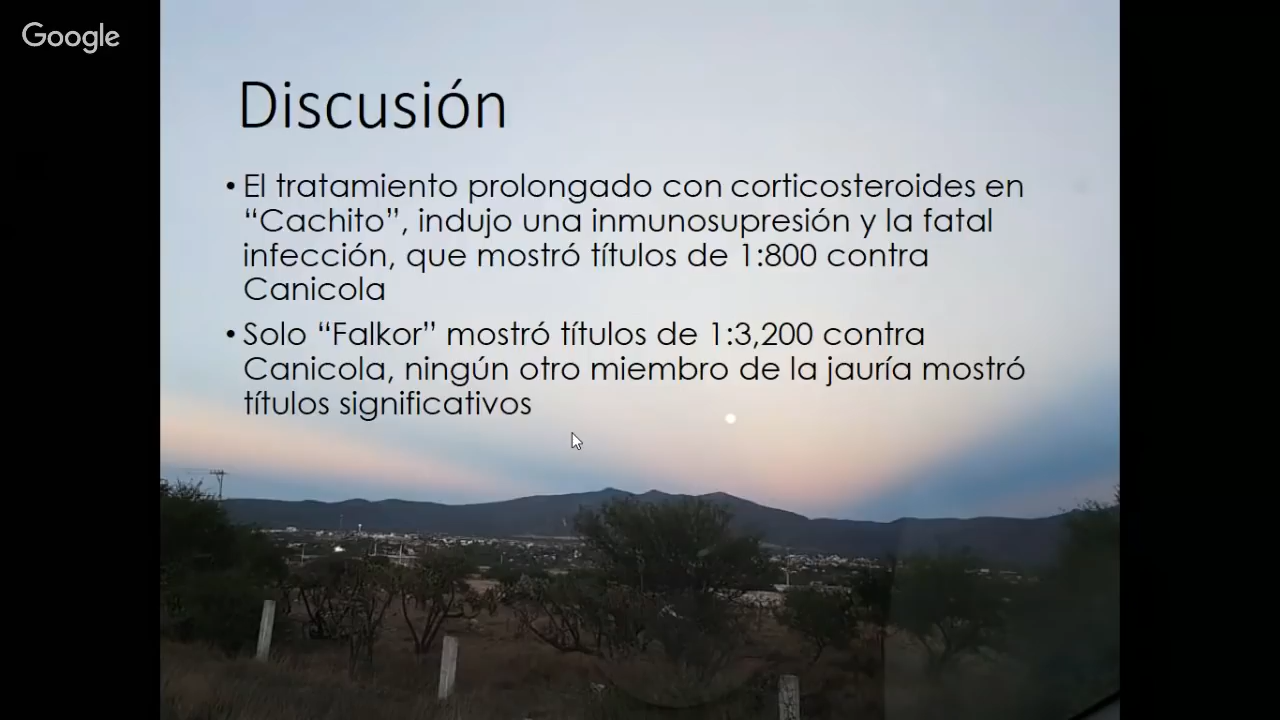 Google
Discusión
• El tratamiento prolongado con corticosteroides en
“Cachito”, indujo una inmunosupresión y la fatal
infección, que mostró títulos de 1:800 contra
Canicola
• Solo “Falkor” mostró títulos de 1:3,200 contra
Canicola, ningún otro miembro de la jauría mostró
títulos significativos